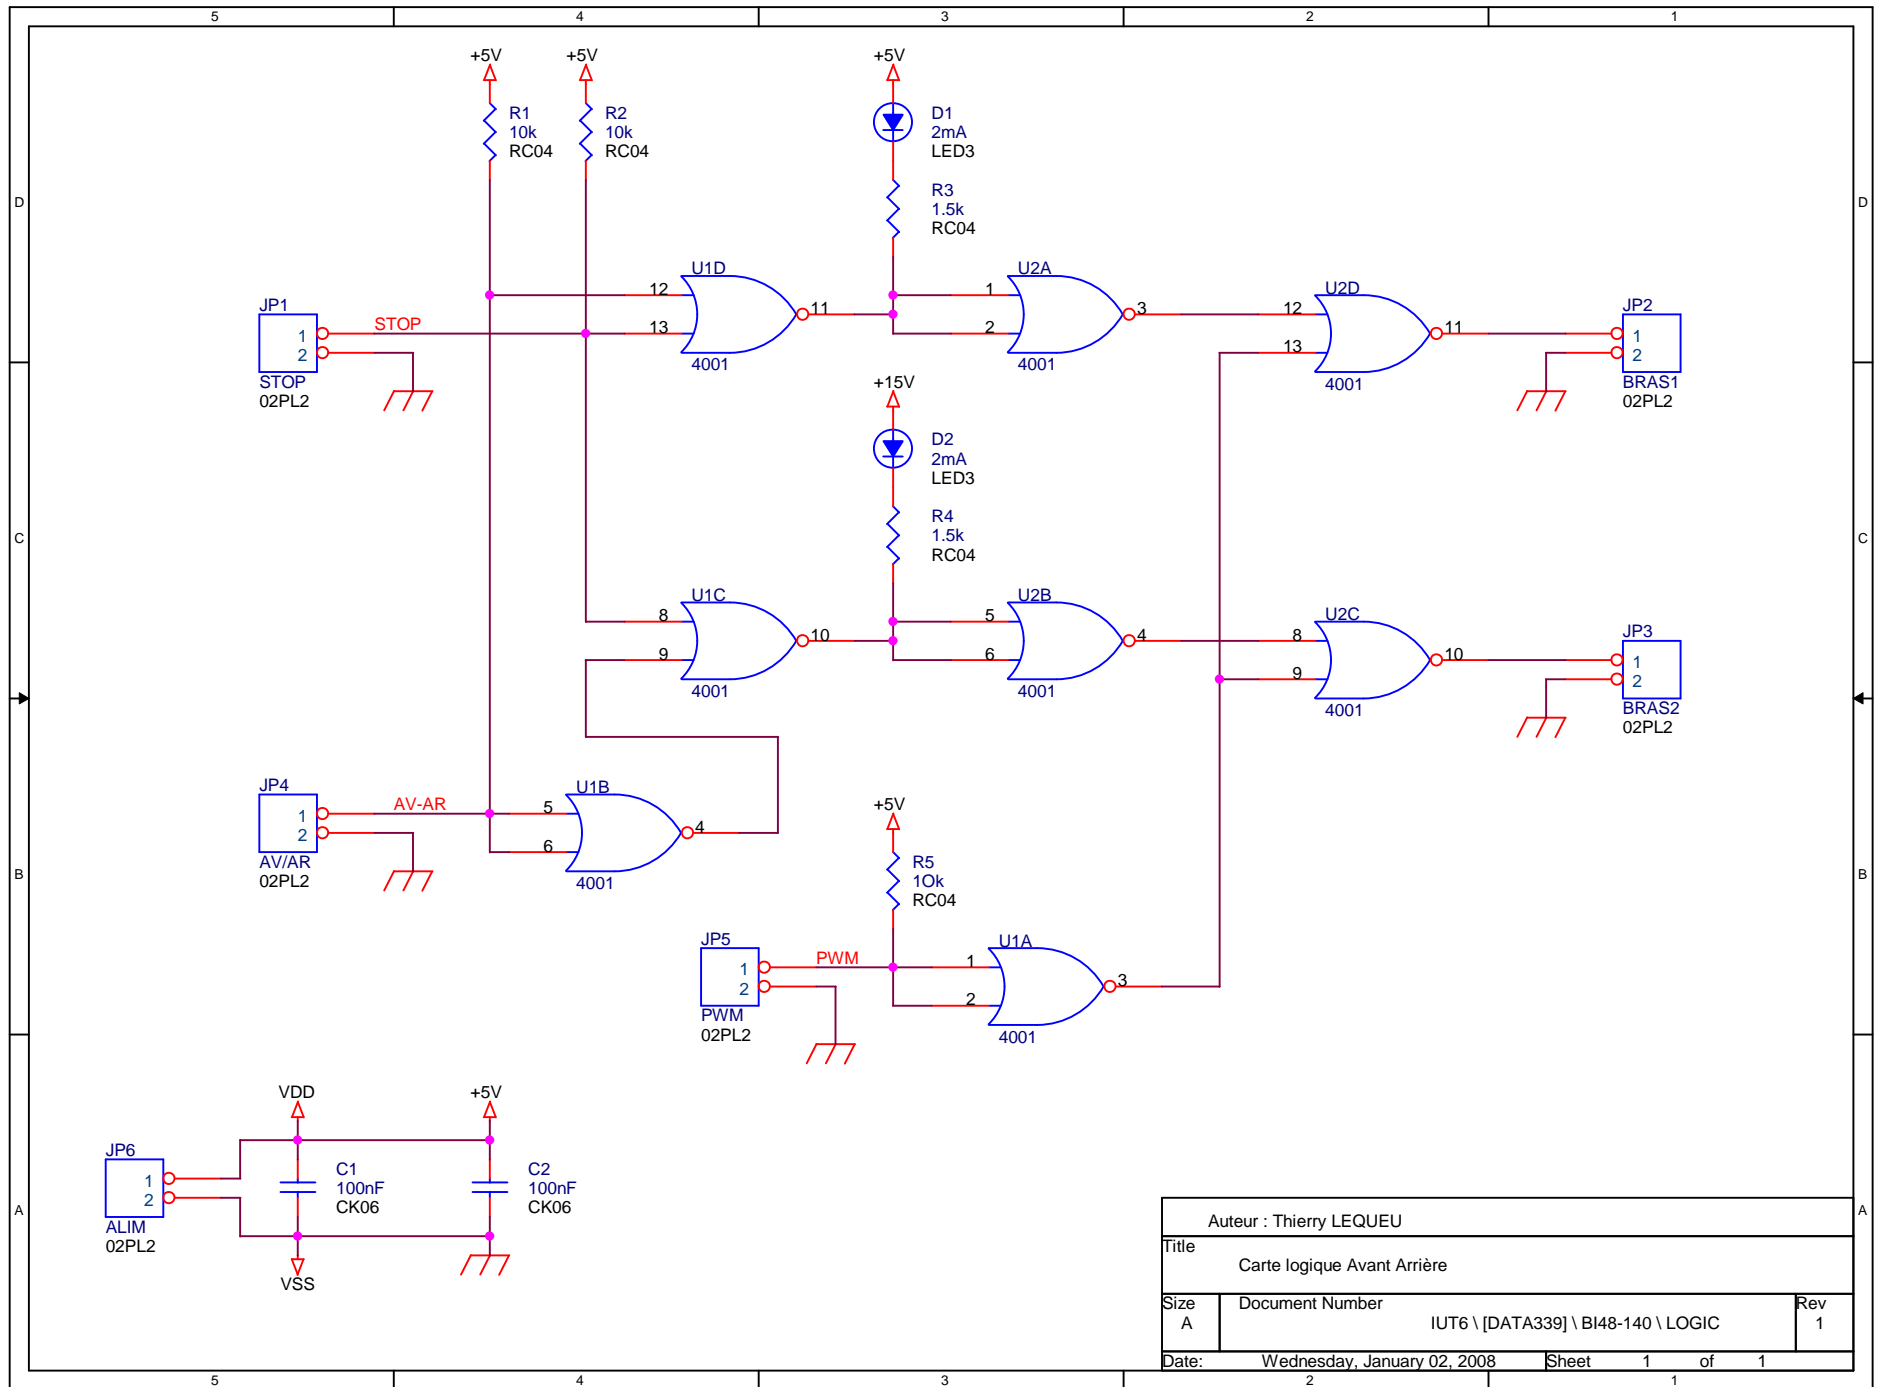 5 4 3 2 1
+5V +5V +5V
R1
10k
RC04
R2
10k
RC04
D1
2mA
LED3
R3
1.5k
RC04
D D
U1D
12
13
11
4001
U2A
1
2
3
4001
U2D
12
13
11
4001
JP1
1
2
STOP
02PL2
STOP
JP2
1
2
BRAS1
02PL2
+15V
D2
2mA
LED3
R4
1.5k
RC04
C C
U1C
8
9
10
4001
U2B
5
6
4
4001
U2C
8
9
10
4001
JP3
1
2
BRAS2
02PL2
JP4
1
2
AV/AR
02PL2
AV-AR
U1B
5
6
4
4001
+5V
R5
1Ok
RC04
B B
JP5
1
2
PWM
02PL2
PWM
U1A
1
2
3
4001
VDD +5V
JP6
1
2
ALIM
02PL2
C1
100nF
CK06
C2
100nF
CK06
VSS
A A
Auteur : Thierry LEQUEU
Title
Carte logique Avant Arrière
Size
A
Document Number
IUT6 \ [DATA339] \ BI48-140 \ LOGIC
Rev
1
Date: Wednesday, January 02, 2008 Sheet 1 of 1
5 4 3 2 1